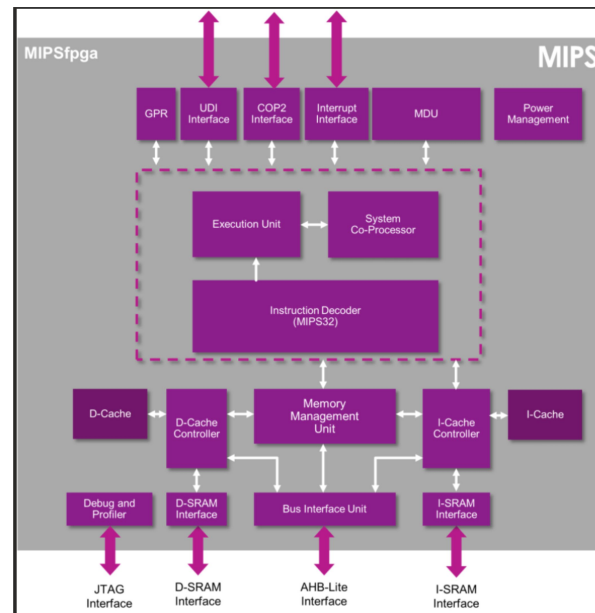 MIPSfpga
MIPS
GPR
UDI
Interface
COP2
Interface
Interrupt
Interface
MDU
Power
Management
Execution Unit
System
Co-Processor
Instruction Decoder
(MIPS32)
D-Cache
D-Cache
Controller
Memory
Management
Unit
I-Cache
Controller
I-Cache
Debug and
Profiler
D-SRAM
Interface
Bus Interface Unit
I-SRAM
Interface
JTAG
Interface
D-SRAM
Interface
AHB-Lite
Interface
I-SRAM
Interface